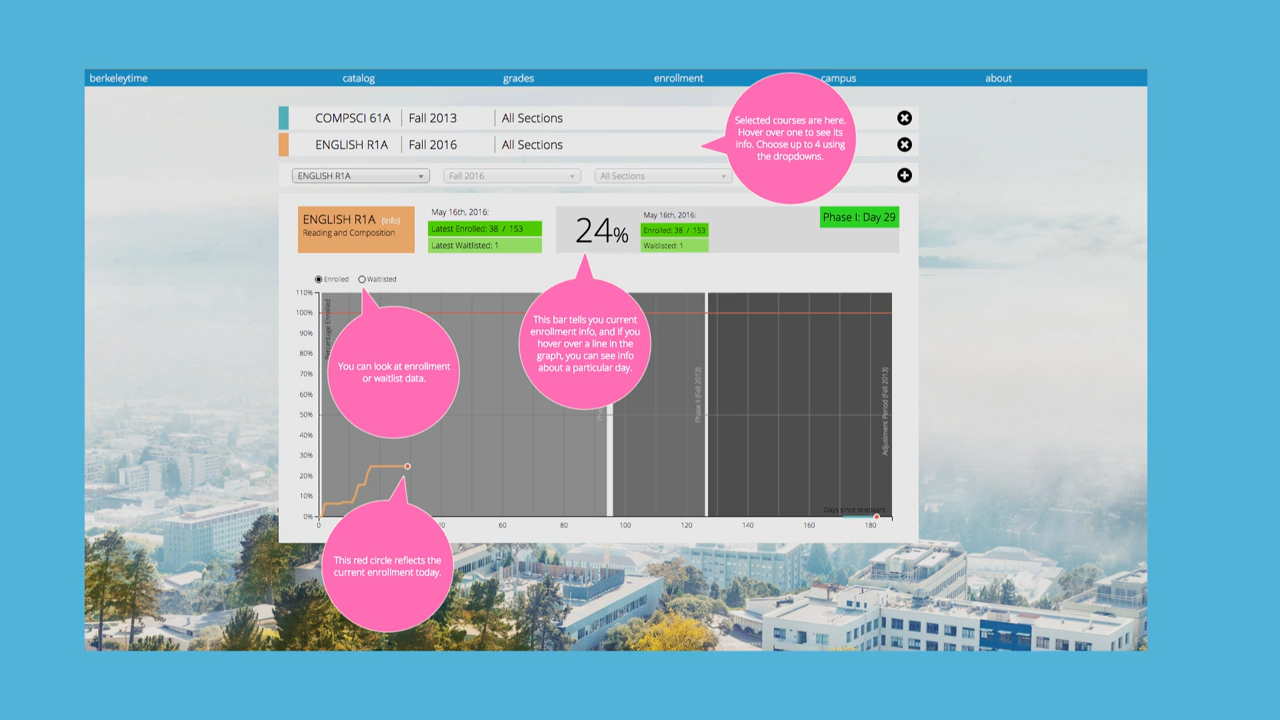 berkeleytime catalog grades enrollment campus about
COMPSCI 61A Fall 2013 All Sections
ENGLISH R1A Fall 2016 All Sections
Selected courses are here.
Hover over one to see its
info. Choose up to 4 using
the dropdowns.
ENGLISH R1A Fall 2016 All Sections
ENGLISH R1A (info)
Reading and Composition
May 16th, 2016:
Latest Enrolled: 38 / 153
Latest Waitlisted: 1
24%
May 16th, 2016:
Enrolled: 38 / 153
Waitlisted: 1
Phase I: Day 29
Enrolled Waitlisted
110%
100%
90%
80%
70%
60%
50%
40%
30%
20%
10%
0%
Percentage Enrolled
You can look at enrollment
or waitlist data.
This bar tells you current
enrollment info, and if you
hover over a line in the
graph, you can see info
about a particular day.
Phase II (Fall 2013)
Adjustment Period (Fall 2013)
0 60 80 100 120 140 160 180
This red circle reflects the
current enrollment today.